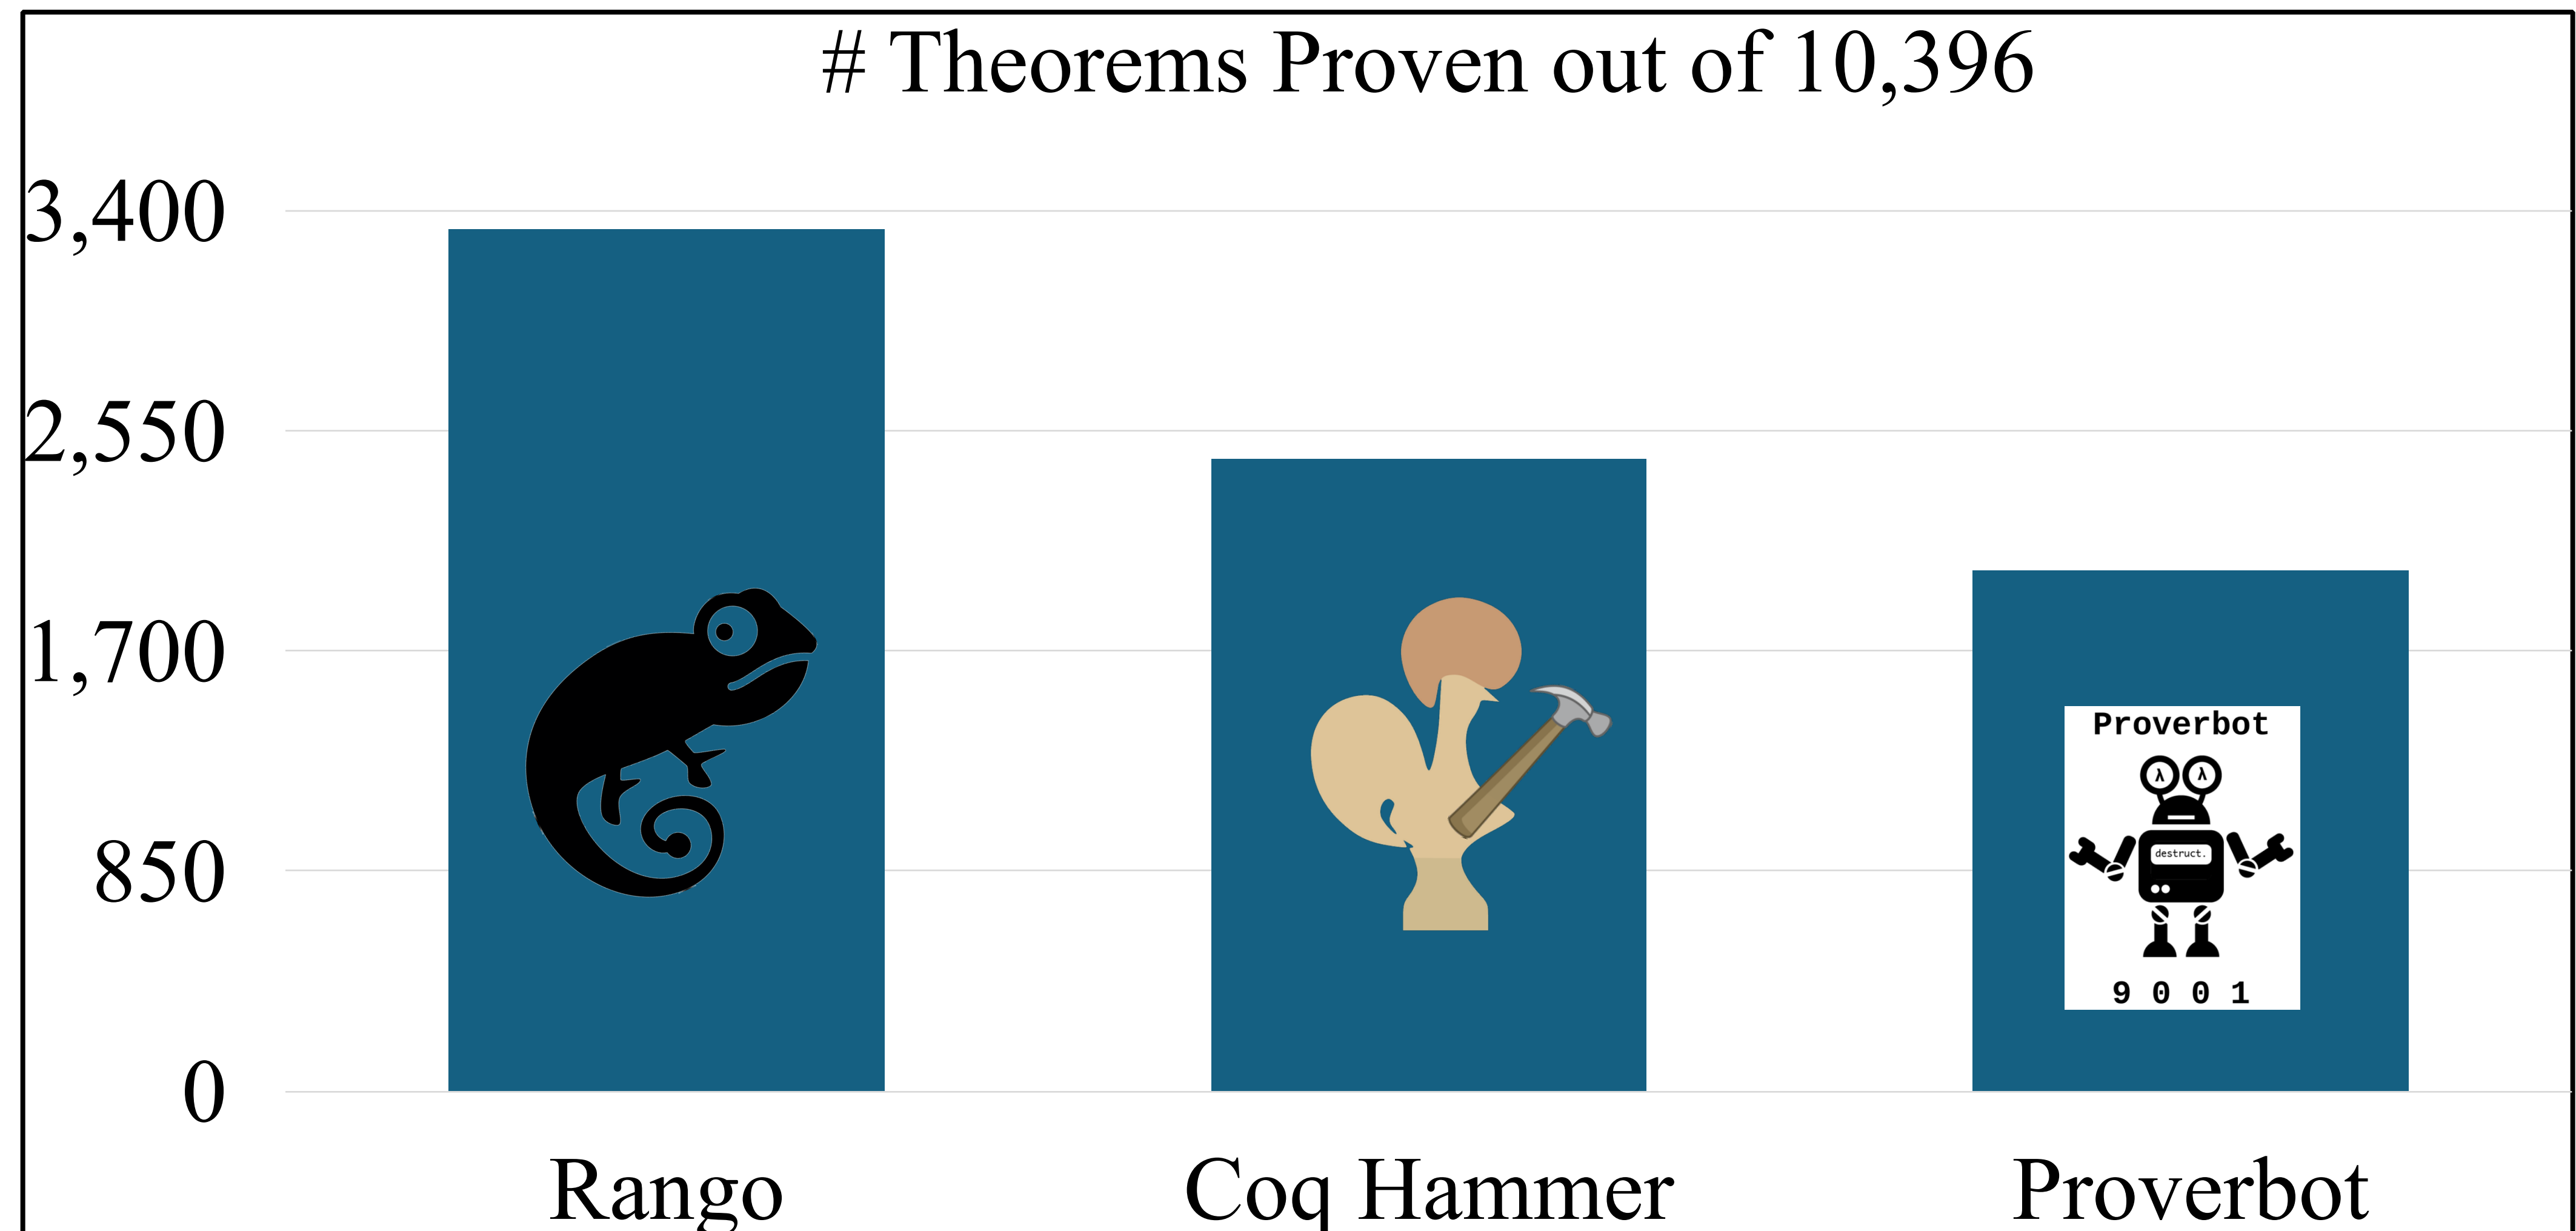 # Theorems Proven out of 10,396
3,400
2,550
1,700
850
0
Proverbot
λ λ
destruct.
9 0 0 1
Rango
Coq Hammer
Proverbot